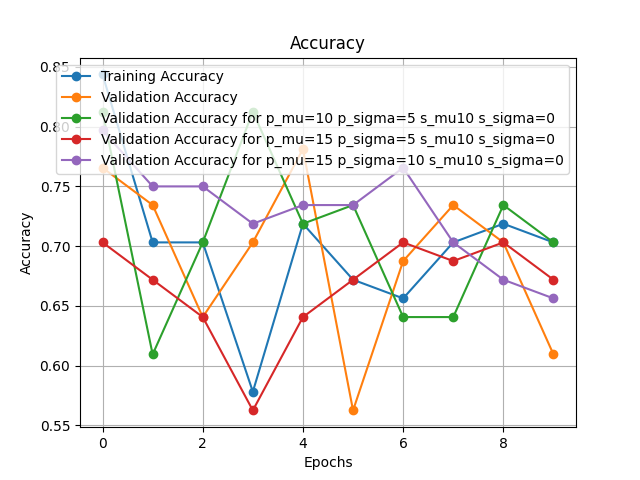 Accuracy
0.85
Training Accuracy
Validation Accuracy
Validation Accuracy for p_mu=10 p_sigma=5 s_mu10 s_sigma=0
0.80
Validation Accuracy for p_mu=15 p_sigma=5 s_mu10 s_sigma=0
Validation Accuracy for p_mu=15 p_sigma=10 s_mu10 s_sigma=0
0.75
0.70
Accuracy
0.65
0.60
0.55
0 2 4 6 8
Epochs